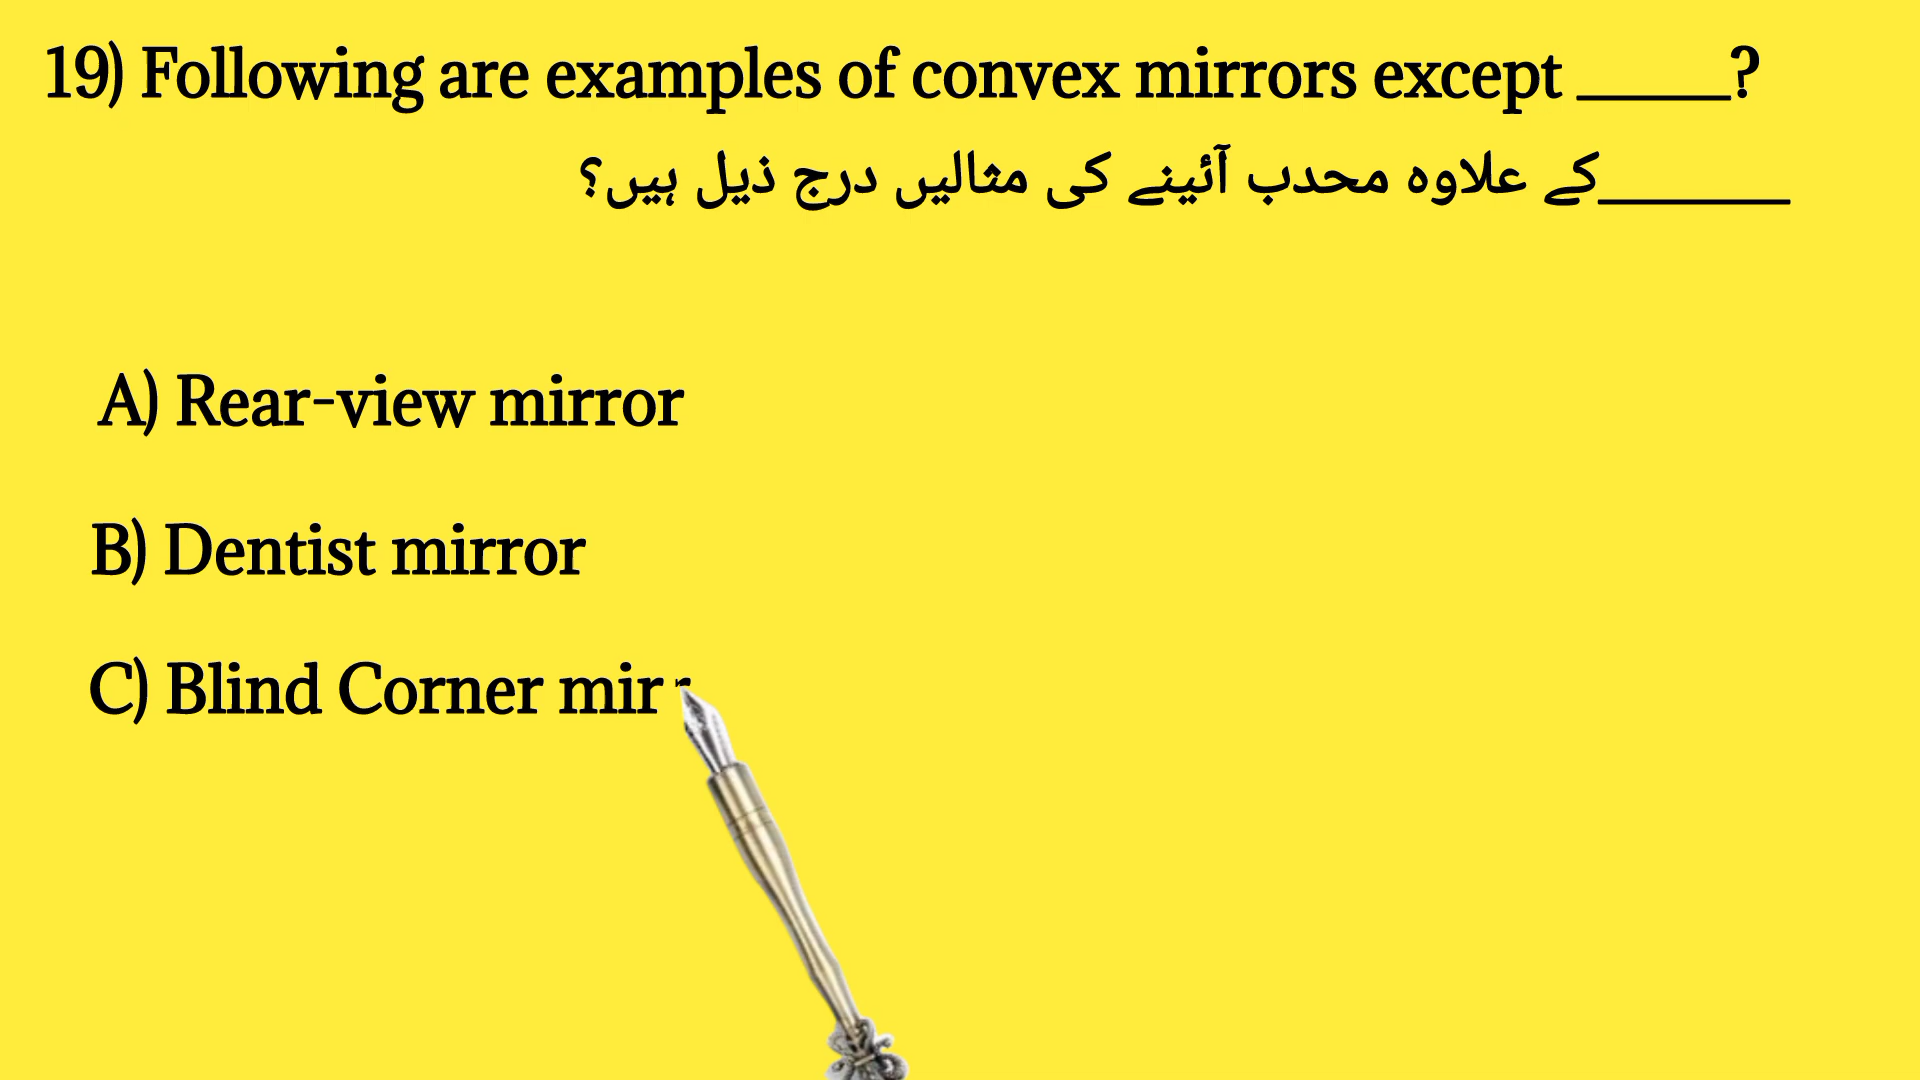 19) Following are examples of convex mirrors except _____?
______کے علاوہ محدب آئینے کی مثالیں درج ذیل ہیں؟
A) Rear-view mirror
B) Dentist mirror
C) Blind Corner mir